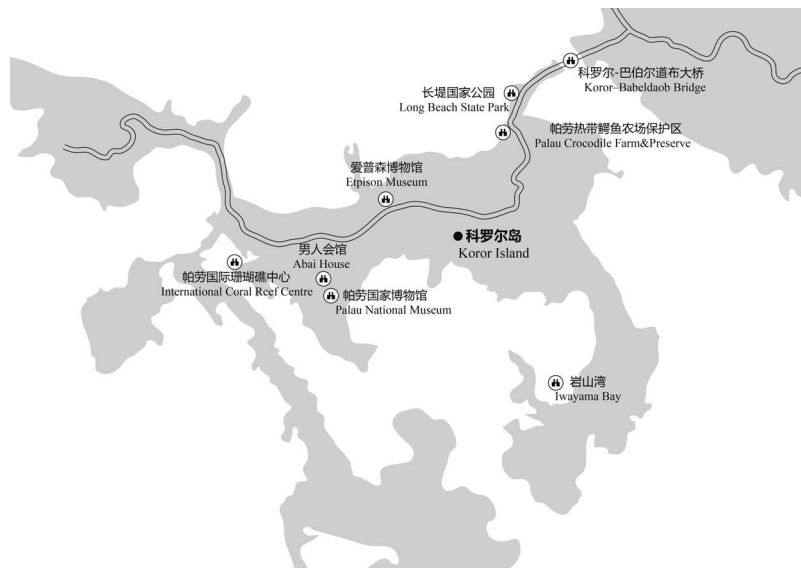 科罗尔-巴伯尔道布大桥
Koror–Babeldaob Bridge
长堤国家公园
Long Beach State Park
帕劳热带鳄鱼农场保护区
Palau Crocodile Farm&Preserve
爱普森博物馆
Etpison Museum
科罗尔岛
Koror Island
男人会馆
Abai House
帕劳国际珊瑚礁中心
International Coral Reef Centre
帕劳国家博物馆
Palau National Museum
岩山湾
Iwayama Bay